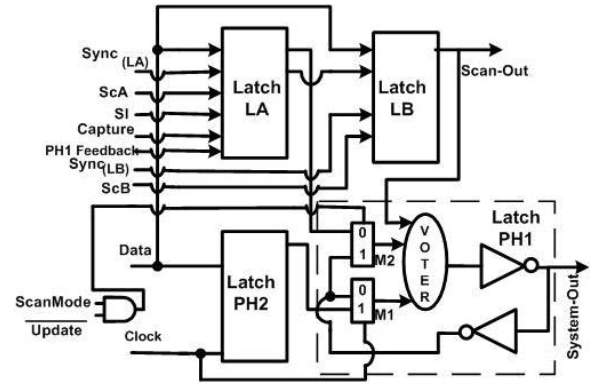 Sync (LA)
ScA
SI
Capture
PH1 Feedback
Sync (LB)
ScB
Latch
LA
Latch
LB
Scan-Out
Data
ScanMode
Update
Clock
Latch
PH2
0
1
M2
0
1
M1
VOTER
Latch
PH1
System-Out